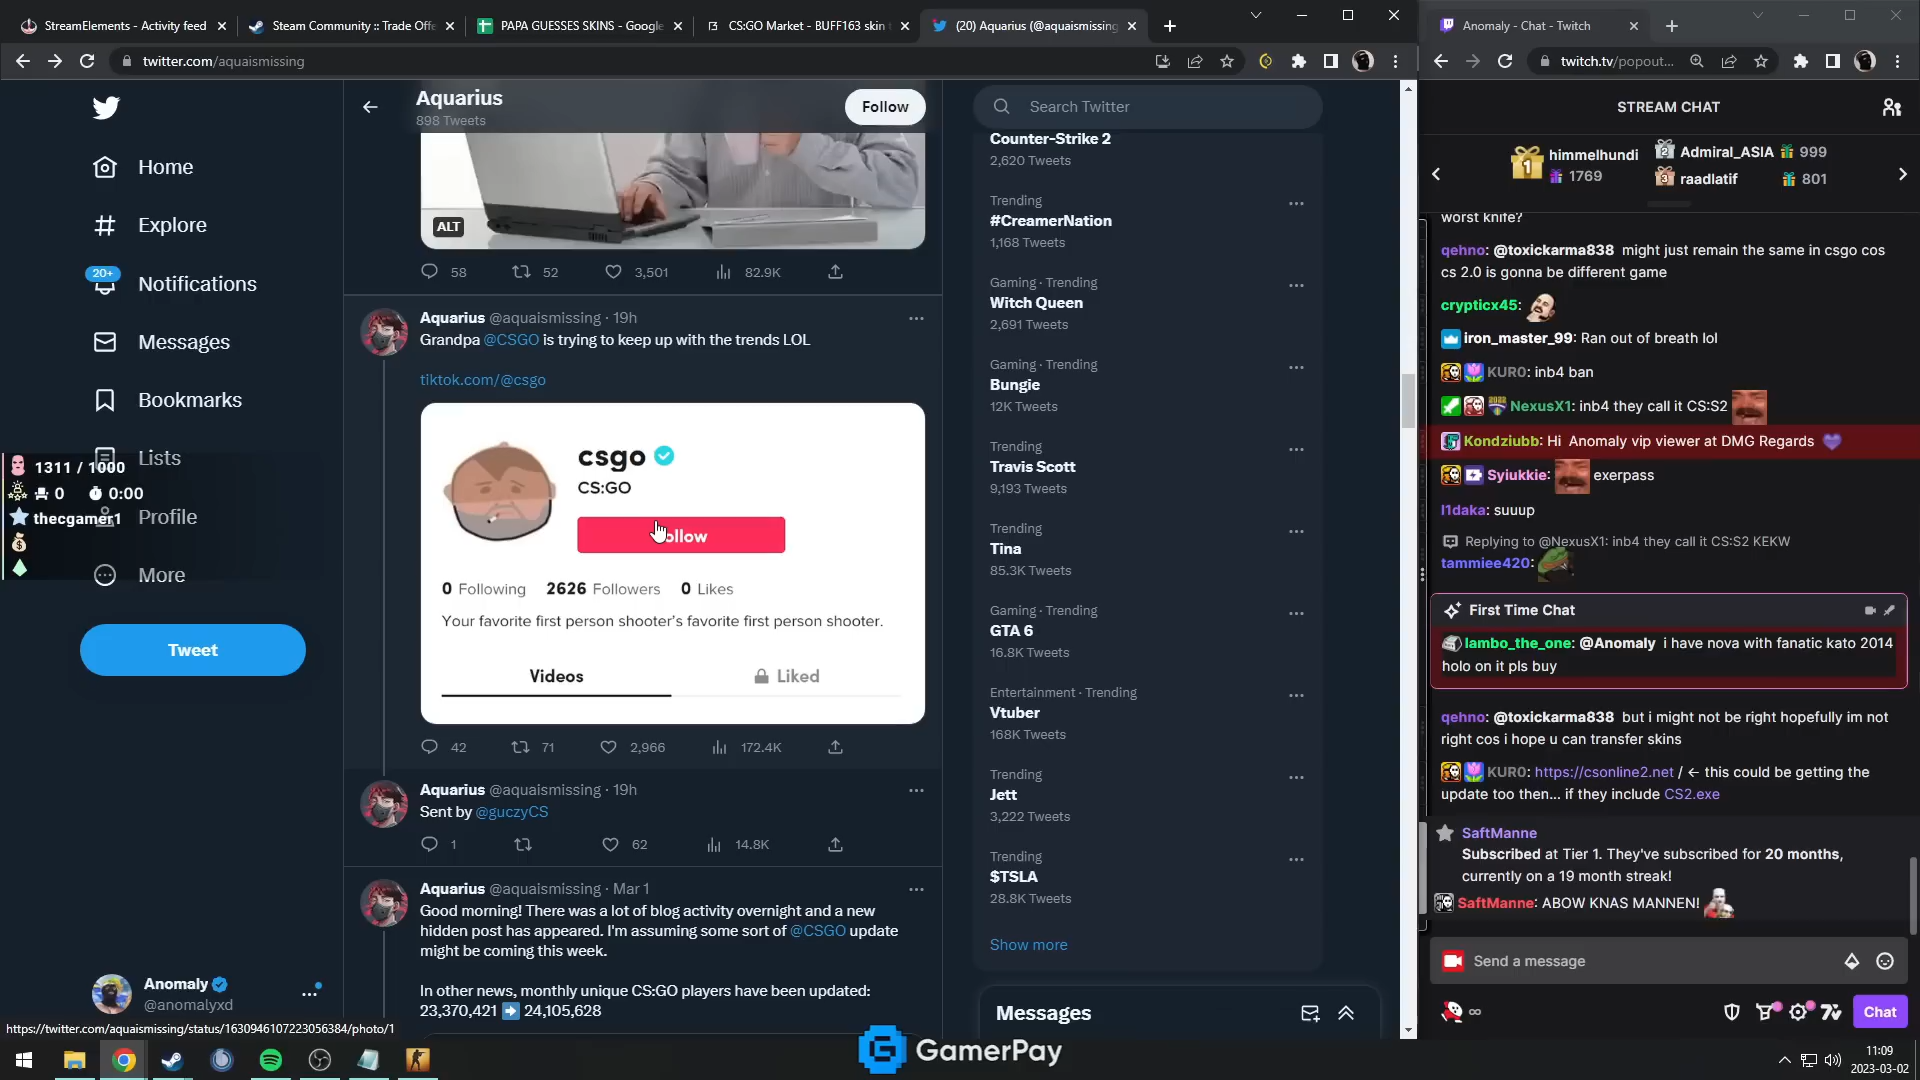 StreamElements - Activity feed
Steam Community :: Trade Offe
PAPA GUESSES SKINS - Google
CS:GO Market - BUFF163 skin t
(20) Aquarius (@aquaismissing
twitter.com/aquaismissing
Home
Explore
20+
Notifications
Messages
Bookmarks
Lists
1311 / 1000
0
0:00
thecgamer1
Profile
More
Tweet
Anomaly
@anomalyxd
https://twitter.com/aquaismissing/status/1630946107223056384/photo/1
Aquarius
898 Tweets
Follow
ALT
58 52 3,501 82.9K
Aquarius @aquaismissing · 19h
Grandpa @CSGO is trying to keep up with the trends LOL
tiktok.com/@csgo
csgo
CS:GO
ollow
0 Following 2626 Followers 0 Likes
Your favorite first person shooter's favorite first person shooter.
Videos Liked
42 71 2,966 172.4K
Aquarius @aquaismissing · 19h
Sent by @guczyCS
1 62 14.8K
Aquarius @aquaismissing · Mar 1
Good morning! There was a lot of blog activity overnight and a new
hidden post has appeared. I'm assuming some sort of @CSGO update
might be coming this week.
In other news, monthly unique CS:GO players have been updated:
23,370,421 ➡ 24,105,628
Search Twitter
Counter-Strike 2
2,620 Tweets
Trending
#CreamerNation
1,168 Tweets
Gaming · Trending
Witch Queen
2,691 Tweets
Gaming · Trending
Bungie
12K Tweets
Trending
Travis Scott
9,193 Tweets
Trending
Tina
85.3K Tweets
Gaming · Trending
GTA 6
16.8K Tweets
Entertainment · Trending
Vtuber
168K Tweets
Trending
Jett
3,222 Tweets
Trending
$TSLA
28.8K Tweets
Show more
Messages
GamerPay
Anomaly - Chat - Twitch
twitch.tv/popout...
STREAM CHAT
1 himmelhundi
1769
2 Admiral_ASIA 999
3 raadlatif 801
worst knife?
qehno: @toxickarma838 might just remain the same in csgo cos
cs 2.0 is gonna be different game
crypticx45:
iron_master_99: Ran out of breath lol
KUR0: inb4 ban
NexusX1: inb4 they call it CS:S2
Kondziubb: Hi Anomaly vip viewer at DMG Regards
Syiukkie: exerpass
l1daka: suuup
Replying to @NexusX1: inb4 they call it CS:S2 KEKW
tammiee420:
First Time Chat
lambo_the_one: @Anomaly i have nova with fanatic kato 2014
holo on it pls buy
qehno: @toxickarma838 but i might not be right hopefully im not
right cos i hope u can transfer skins
KUR0: https://csonline2.net / ← this could be getting the
update too then... if they include CS2.exe
SaftManne
Subscribed at Tier 1. They've subscribed for 20 months,
currently on a 19 month streak!
SaftManne: ABOW KNAS MANNEN!
Send a message
∞
Chat
11:09
2023-03-02